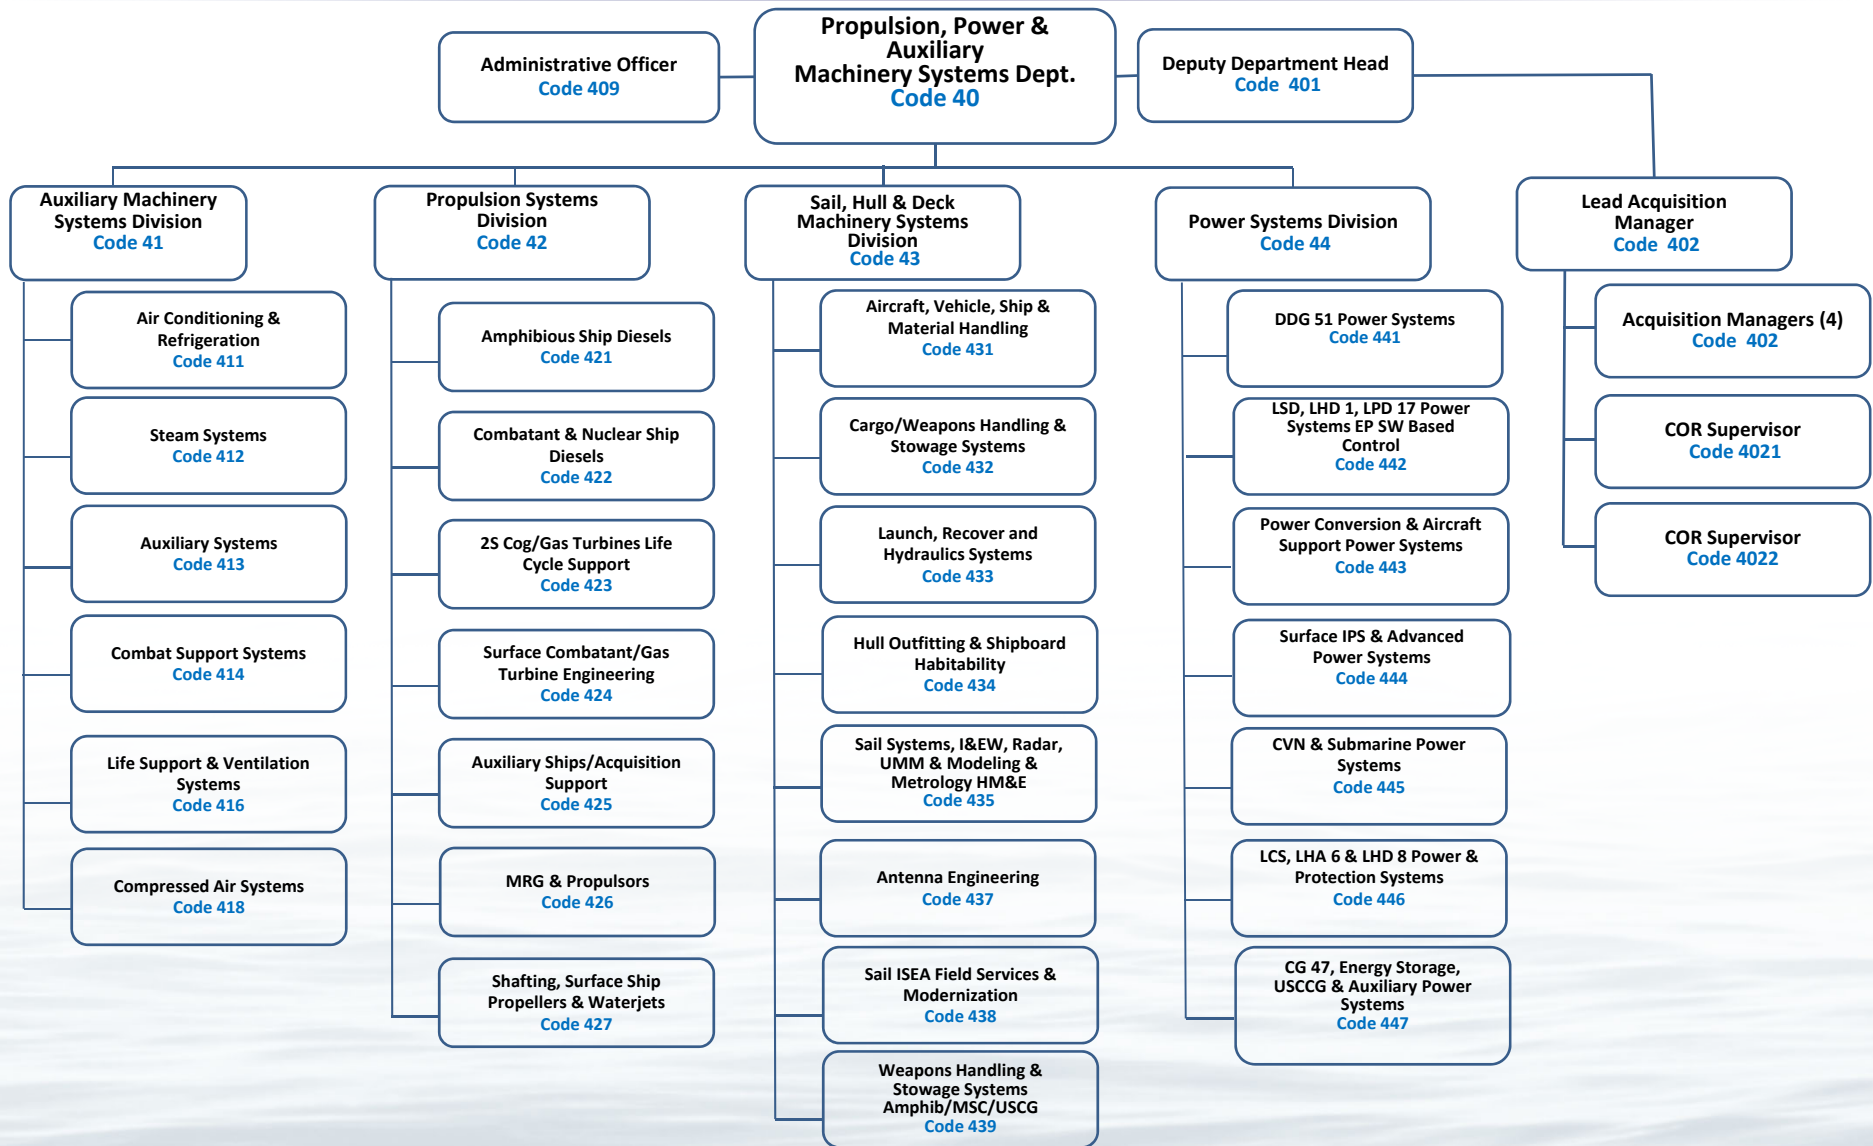 Propulsion, Power &
Auxiliary
Machinery Systems Dept.
Code 40
Administrative Officer
Code 409
Deputy Department Head
Code 401
Auxiliary Machinery
Systems Division
Code 41
Air Conditioning &
Refrigeration
Code 411
Steam Systems
Code 412
Auxiliary Systems
Code 413
Combat Support Systems
Code 414
Life Support & Ventilation
Systems
Code 416
Compressed Air Systems
Code 418
Propulsion Systems
Division
Code 42
Amphibious Ship Diesels
Code 421
Combatant & Nuclear Ship
Diesels
Code 422
2S Cog/Gas Turbines Life
Cycle Support
Code 423
Surface Combatant/Gas
Turbine Engineering
Code 424
Auxiliary Ships/Acquisition
Support
Code 425
MRG & Propulsors
Code 426
Shafting, Surface Ship
Propellers & Waterjets
Code 427
Sail, Hull & Deck
Machinery Systems
Division
Code 43
Aircraft, Vehicle, Ship &
Material Handling
Code 431
Cargo/Weapons Handling &
Stowage Systems
Code 432
Launch, Recover and
Hydraulics Systems
Code 433
Hull Outfitting & Shipboard
Habitability
Code 434
Sail Systems, I&EW, Radar,
UMM & Modeling &
Metrology HM&E
Code 435
Antenna Engineering
Code 437
Sail ISEA Field Services &
Modernization
Code 438
Weapons Handling &
Stowage Systems
Amphib/MSC/USCG
Code 439
Power Systems Division
Code 44
DDG 51 Power Systems
Code 441
LSD, LHD 1, LPD 17 Power
Systems EP SW Based
Control
Code 442
Power Conversion & Aircraft
Support Power Systems
Code 443
Surface IPS & Advanced
Power Systems
Code 444
CVN & Submarine Power
Systems
Code 445
LCS, LHA 6 & LHD 8 Power &
Protection Systems
Code 446
CG 47, Energy Storage,
USCCG & Auxiliary Power
Systems
Code 447
Lead Acquisition
Manager
Code 402
Acquisition Managers (4)
Code 402
COR Supervisor
Code 4021
COR Supervisor
Code 4022